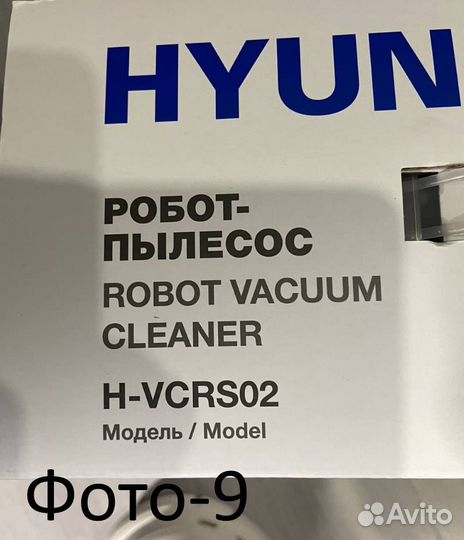 HYUN
РОБОТ-
ПЫЛЕСОС
ROBOT VACUUM
CLEANER
H-VCRS02
Модель / Model
Фото-9
Avito